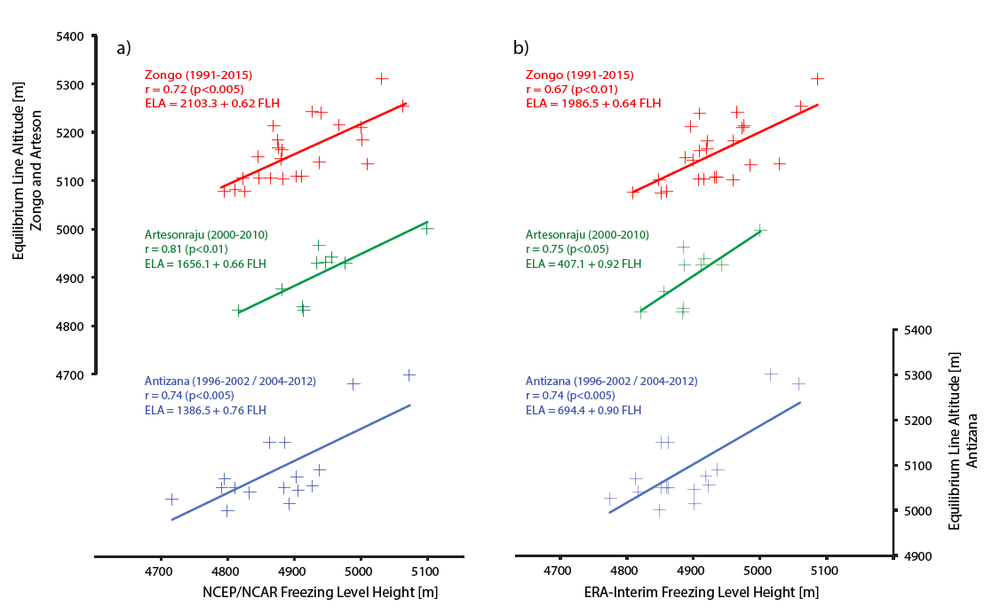 a)
b)
5400
5300
5200
5100
5000
4900
4800
4700
Equilibrium Line Altitude [m]
Zongo and Arteson
Zongo (1991-2015)
r = 0.72 (p<0.005)
ELA = 2103.3 + 0.62 FLH
Artesonraju (2000-2010)
r = 0.81 (p<0.01)
ELA = 1656.1 + 0.66 FLH
Antizana (1996-2002 / 2004-2012)
r = 0.74 (p<0.005)
ELA = 1386.5 + 0.76 FLH
4700 4800 4900 5000 5100
NCEP/NCAR Freezing Level Height [m]
Zongo (1991-2015)
r = 0.67 (p<0.01)
ELA = 1986.5 + 0.64 FLH
Artesonraju (2000-2010)
r = 0.75 (p<0.05)
ELA = 407.1 + 0.92 FLH
Antizana (1996-2002 / 2004-2012)
r = 0.74 (p<0.005)
ELA = 694.4 + 0.90 FLH
4700 4800 4900 5000 5100
ERA-Interim Freezing Level Height [m]
5400
5300
5200
5100
5000
4900
Equilibrium Line Altitude [m]
Antizana